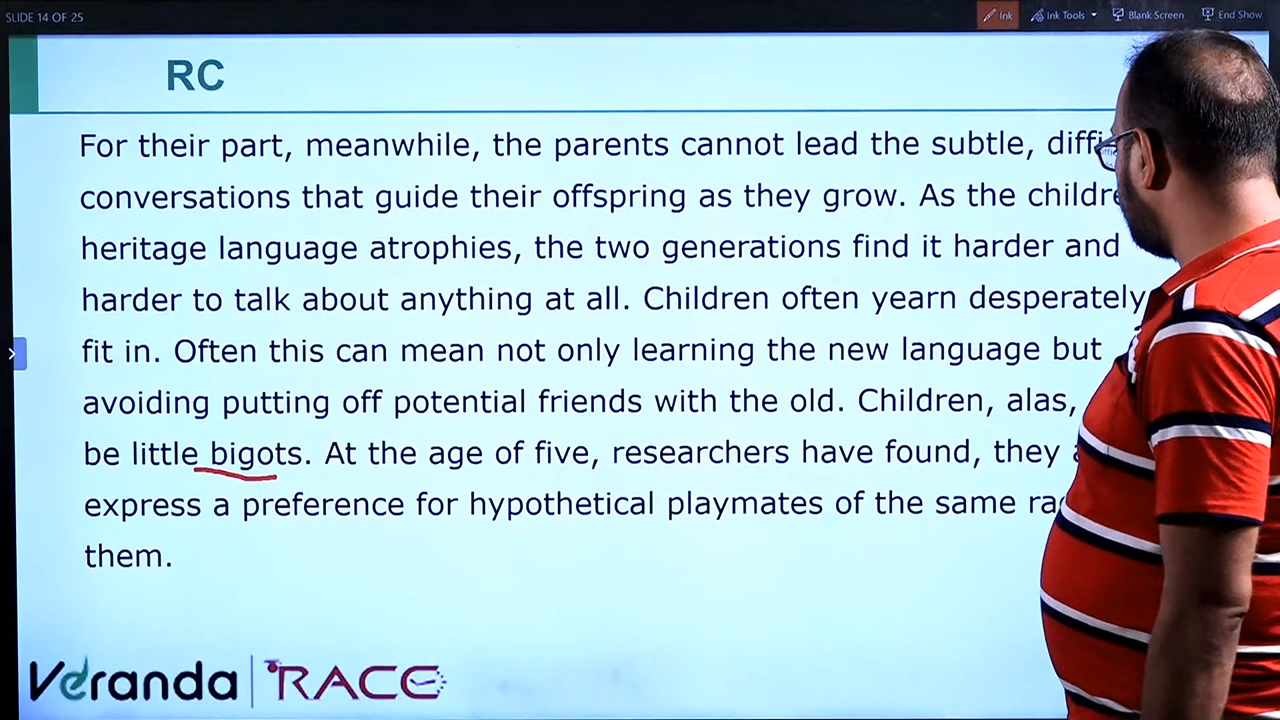 SLIDE 14 OF 25
Ink
Ink Tools
Blank Screen
End Show
RC
For their part, meanwhile, the parents cannot lead the subtle,
conversations that guide their offspring as they grow. As the
heritage language atrophies, the two generations find it harder and
harder to talk about anything at all. Children often yearn desperately
fit in. Often this can mean not only learning the new language but
avoiding putting off potential friends with the old. Children, alas,
be little bigots. At the age of five, researchers have found, they
express a preference for hypothetical playmates of the same
them.
Veranda
RACE